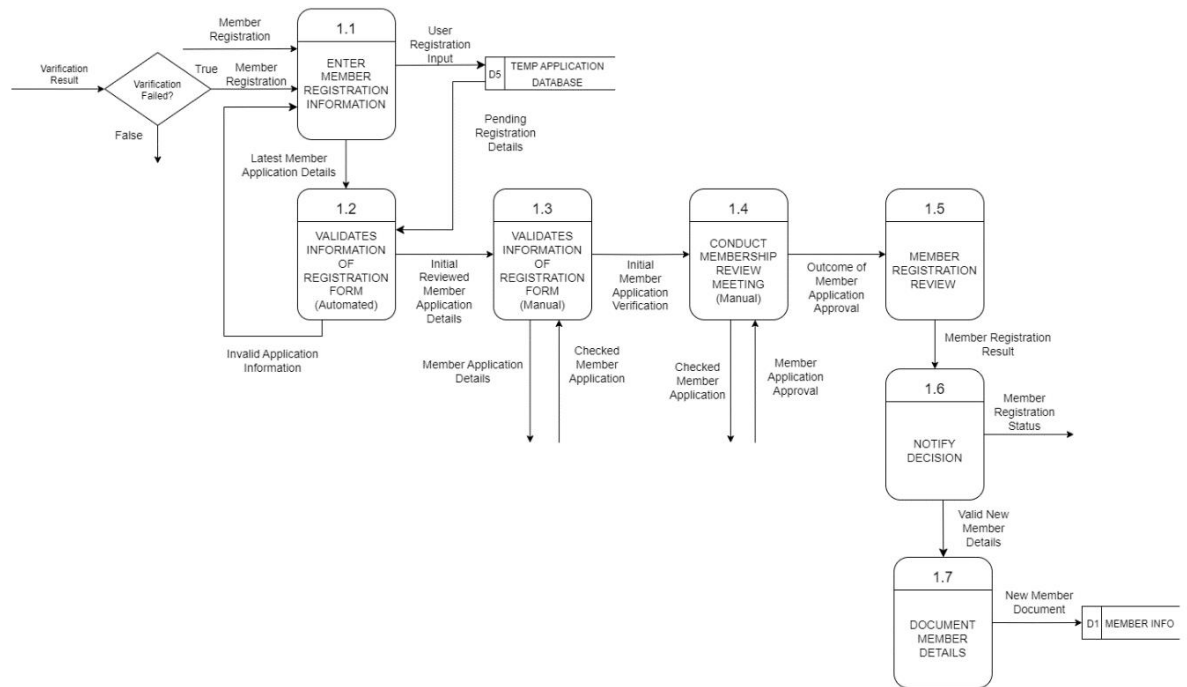 Member
Registration
1.1
ENTER
MEMBER
REGISTRATION
INFORMATION
User
Registration
Input
D5
TEMP APPLICATION
DATABASE
Varification
Result
Varification
Failed?
True
Member
Registration
False
Pending
Registration
Details
Latest Member
Application Details
1.2
VALIDATES
INFORMATION
OF
REGISTRATION
FORM
(Automated)
Initial
Reviewed
Member
Application
Details
1.3
VALIDATES
INFORMATION
OF
REGISTRATION
FORM
(Manual)
Initial
Member
Application
Verification
1.4
CONDUCT
MEMBERSHIP
REVIEW
MEETING
(Manual)
Outcome of
Member
Application
Approval
1.5
MEMBER
REGISTRATION
REVIEW
Invalid Application
Information
Member Application
Details
Checked
Member
Application
Checked
Member
Application
Member
Application
Approval
Member Registration
Result
1.6
NOTIFY
DECISION
Member
Registration
Status
Valid New
Member
Details
1.7
DOCUMENT
MEMBER
DETAILS
New Member
Document
D1
MEMBER INFO